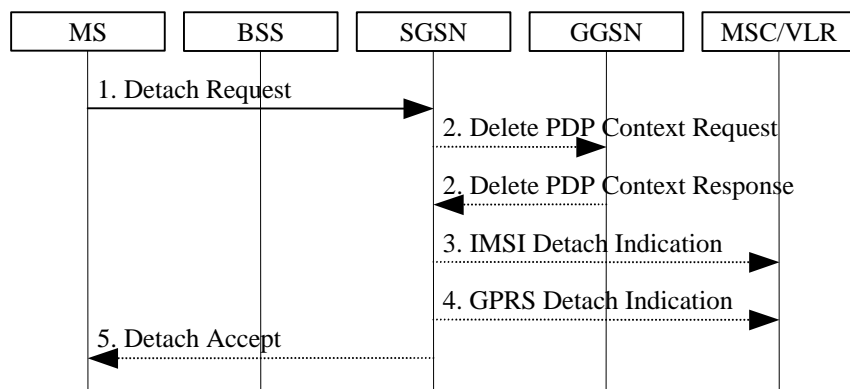 MS
BSS
SGSN
GGSN
MSC/VLR
1. Detach Request
2. Delete PDP Context Request
2. Delete PDP Context Response
3. IMSI Detach Indication
4. GPRS Detach Indication
5. Detach Accept